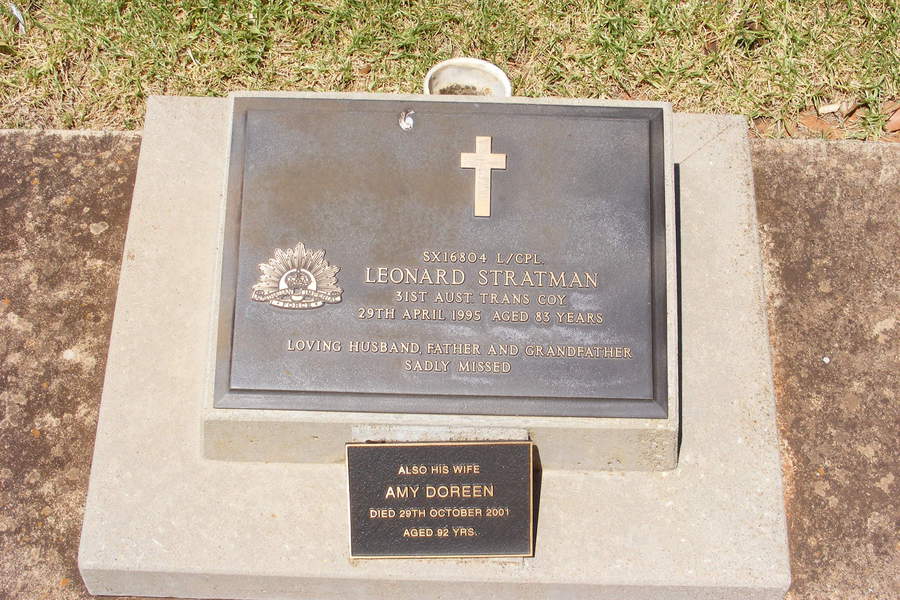 SX16804 L/CPL.
LEONARD STRATMAN
31ST AUST. TRANS COY
29TH APRIL 1995 AGED 83 YEARS
LOVING HUSBAND, FATHER AND GRANDFATHER
SADLY MISSED
ALSO HIS WIFE
AMY DOREEN
DIED 29TH OCTOBER 2001
AGED 92 YRS.